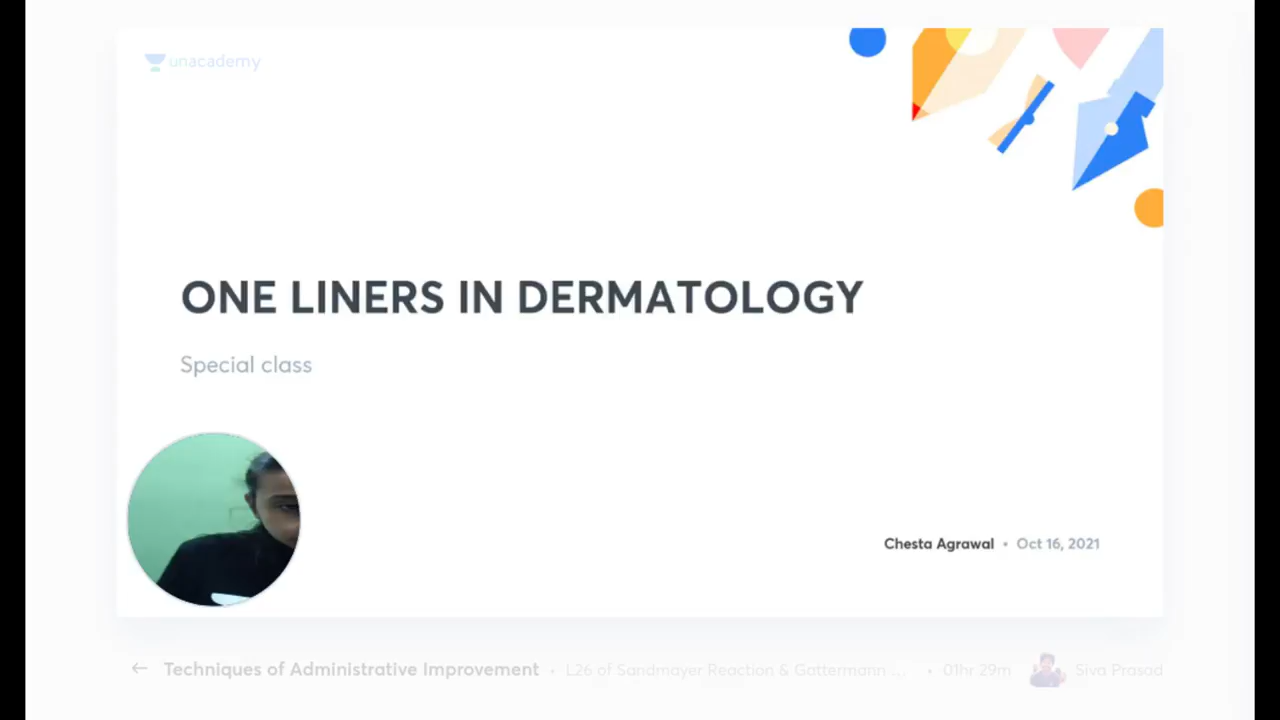 unacademy
ONE LINERS IN DERMATOLOGY
Special class
Chesta Agrawal • Oct 16, 2021
← Techniques of Administrative Improvement • L26 of Sandmayer Reaction & Gattermann ... • 01hr 29m Siva Prasad